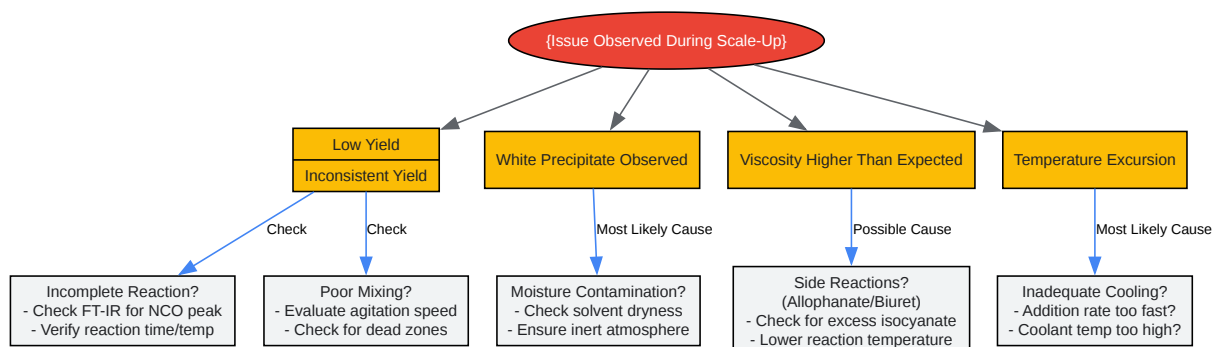 {Issue Observed During Scale-Up}
Low Yield
Inconsistent Yield
White Precipitate Observed
Viscosity Higher Than Expected
Temperature Excursion
Check
Check
Most Likely Cause
Possible Cause
Most Likely Cause
Incomplete Reaction?
- Check FT-IR for NCO peak
- Verify reaction time/temp
Poor Mixing?
- Evaluate agitation speed
- Check for dead zones
Moisture Contamination?
- Check solvent dryness
- Ensure inert atmosphere
Side Reactions?
(Allophanate/Biuret)
- Check for excess isocyanate
- Lower reaction temperature
Inadequate Cooling?
- Addition rate too fast?
- Coolant temp too high?